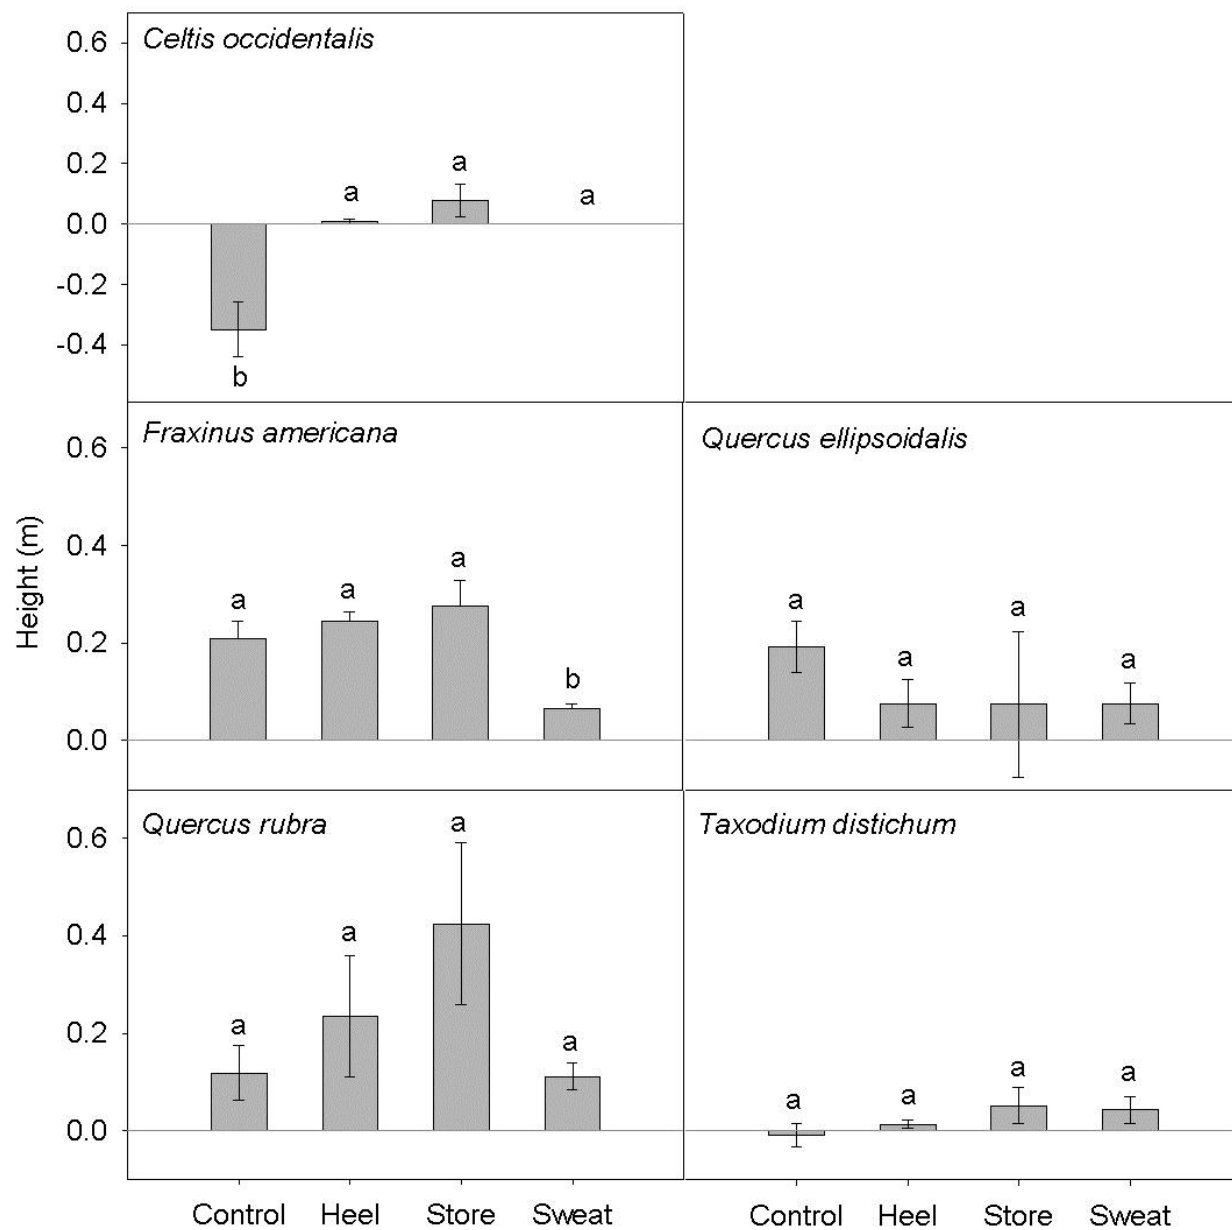 Celtis occidentalis
0.6
0.4
0.2
0.0
-0.2
-0.4
b
a
a
a
Fraxinus americana
0.6
0.4
0.2
0.0
a
a
a
b
Quercus ellipsoidalis
a
a
a
a
Height (m)
Quercus rubra
0.6
0.4
0.2
0.0
a
a
a
a
Taxodium distichum
a
a
a
a
Control Heel Store Sweat
Control Heel Store Sweat